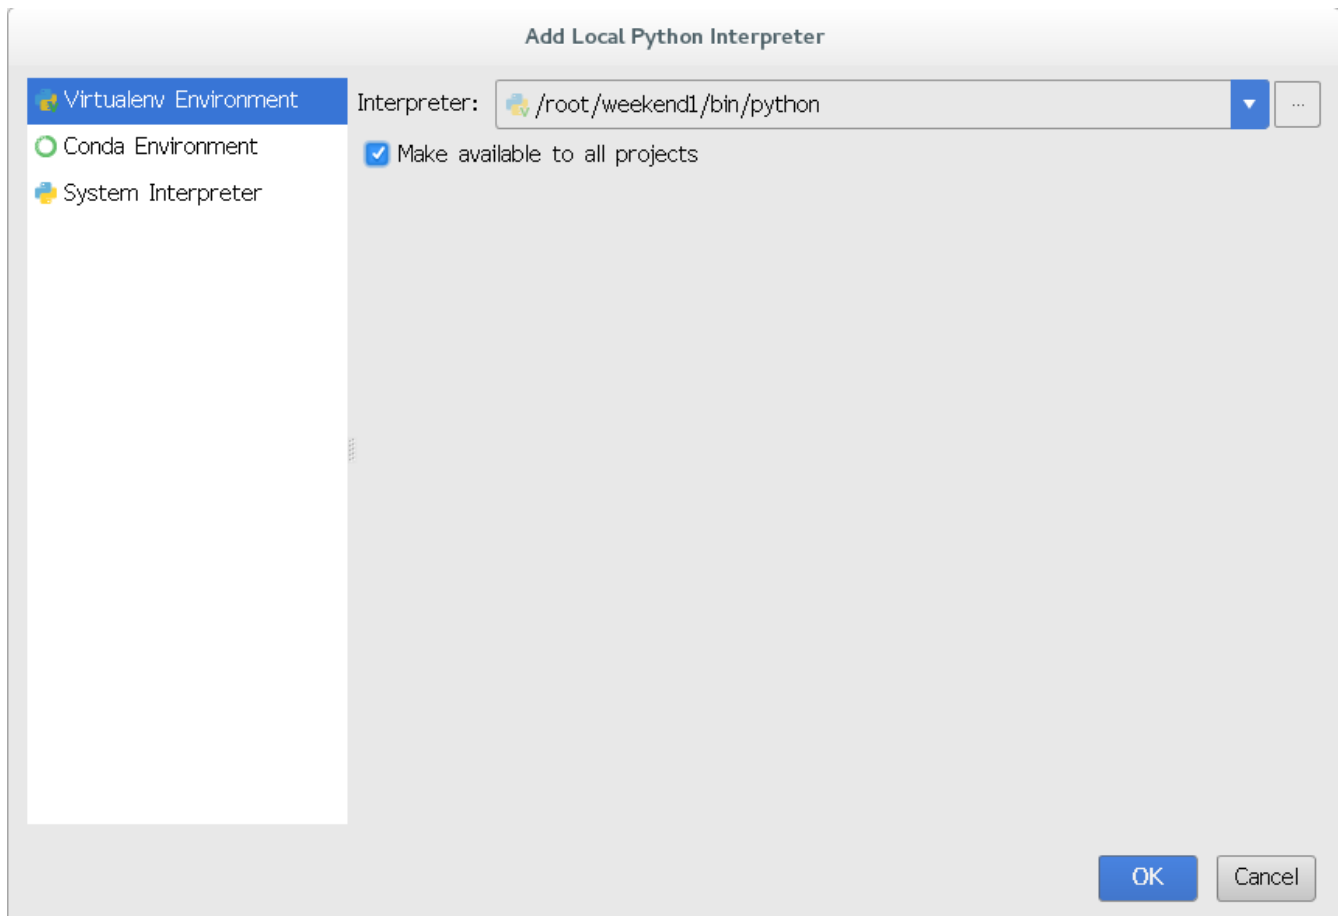 Add Local Python Interpreter
Virtualenv Environment
Conda Environment
System Interpreter
Interpreter: /root/weekend1/bin/python ...
Make available to all projects
OK Cancel